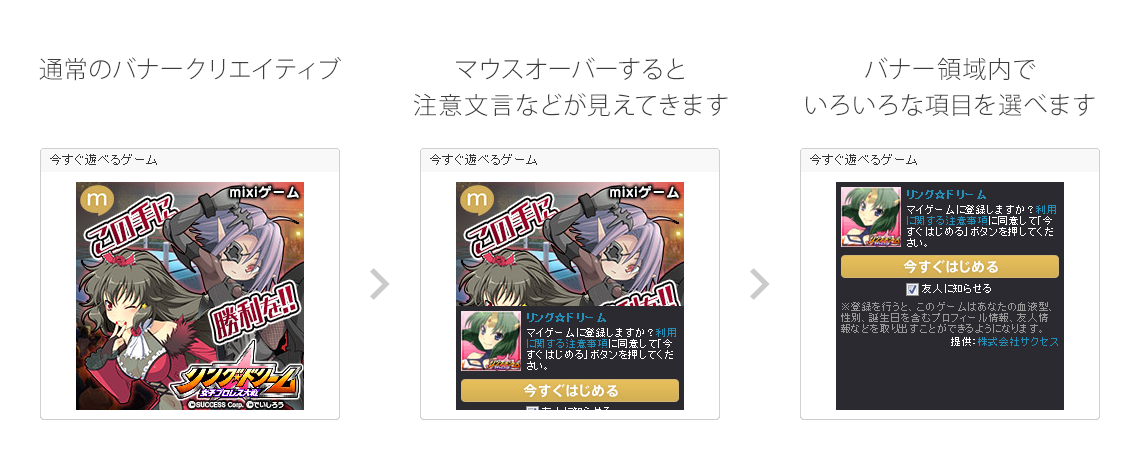 通常のバナークリエイティブ
マウスオーバーすると
注意文言などが見えてきます
バナー領域内で
いろいろな項目を選べます
今すぐ遊べるゲーム
m
mixiゲーム
この手に
勝利を!!
リング☆ドリーム
女子プロレス大戦
©SUCCESS Corp. ©でいしろう
今すぐ遊べるゲーム
m
mixiゲーム
この手に
勝利を!!
リング☆ドリーム
マイゲームに登録しますか？利用
に関する注意事項に同意して「今
すぐはじめる」ボタンを押してくだ
さい。
今すぐはじめる
友人に知らせる
今すぐ遊べるゲーム
リング☆ドリーム
マイゲームに登録しますか？利用
に関する注意事項に同意して「今
すぐはじめる」ボタンを押してくだ
さい。
今すぐはじめる
友人に知らせる
※登録を行うと、このゲームはあなたの血液型、
性別、誕生日を含むプロフィール情報、友人情
報などを取り出すことができるようになります。
提供：株式会社サクセス